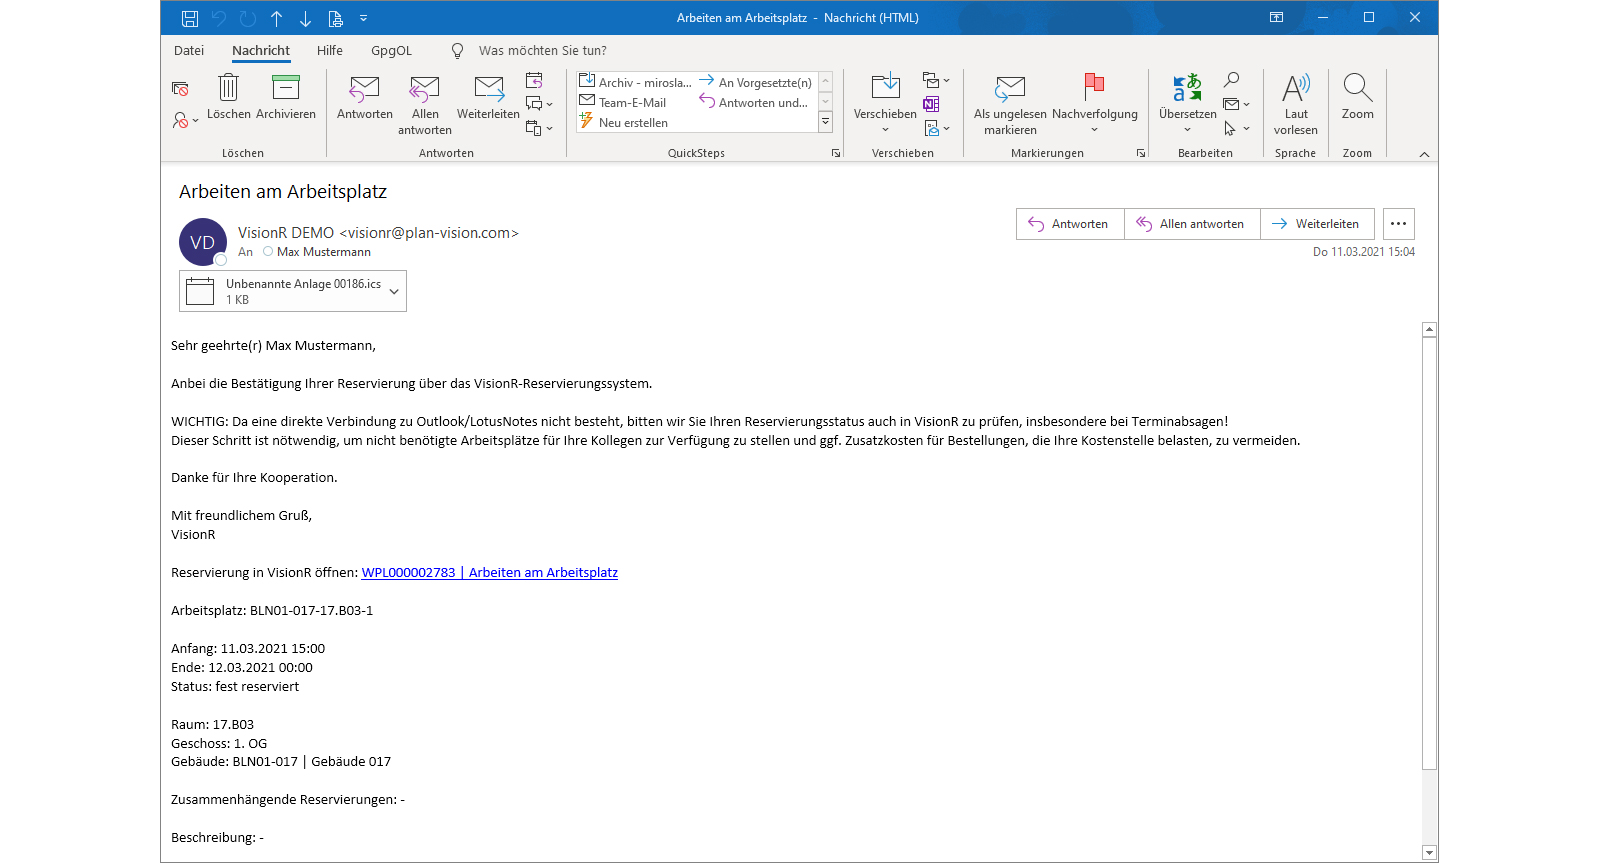 Arbeiten am Arbeitsplatz - Nachricht (HTML)
Datei Nachricht Hilfe GpgOL Was möchten Sie tun?
Löschen Archivieren
Löschen
Antworten Allen antworten Weiterleiten
Antworten
Archiv - mirosla... An Vorgesetzte(n)
Team-E-Mail Antworten und...
Neu erstellen
QuickSteps
Verschieben
Verschieben
Als ungelesen markieren Nachverfolgung
Markierungen
Übersetzen
Bearbeiten
Laut vorlesen
Sprache
Zoom
Zoom
Arbeiten am Arbeitsplatz
VD
VisionR DEMO <visionr@plan-vision.com>
An Max Mustermann
Antworten Allen antworten Weiterleiten ...
Do 11.03.2021 15:04
Unbenannte Anlage 00186.ics
1 KB
Sehr geehrte(r) Max Mustermann,
Anbei die Bestätigung Ihrer Reservierung über das VisionR-Reservierungssystem.
WICHTIG: Da eine direkte Verbindung zu Outlook/LotusNotes nicht besteht, bitten wir Sie Ihren Reservierungsstatus auch in VisionR zu prüfen, insbesondere bei Terminabsagen!
Dieser Schritt ist nötwendig, um nicht benötigte Arbeitsplätze für Ihre Kollegen zur Verfügung zu stellen und ggf. Zusatzkosten für Bestellungen, die Ihre Kostenstelle belasten, zu vermeiden.
Danke für Ihre Kooperation.
Mit freundlichem Gruß,
VisionR
Reservierung in VisionR öffnen: WPL000002783 | Arbeiten am Arbeitsplatz
Arbeitsplatz: BLN01-017-17.B03-1
Anfang: 11.03.2021 15:00
Ende: 12.03.2021 00:00
Status: fest reserviert
Raum: 17.B03
Geschoss: 1. OG
Gebäude: BLN01-017 | Gebäude 017
Zusammenhängende Reservierungen: -
Beschreibung: -